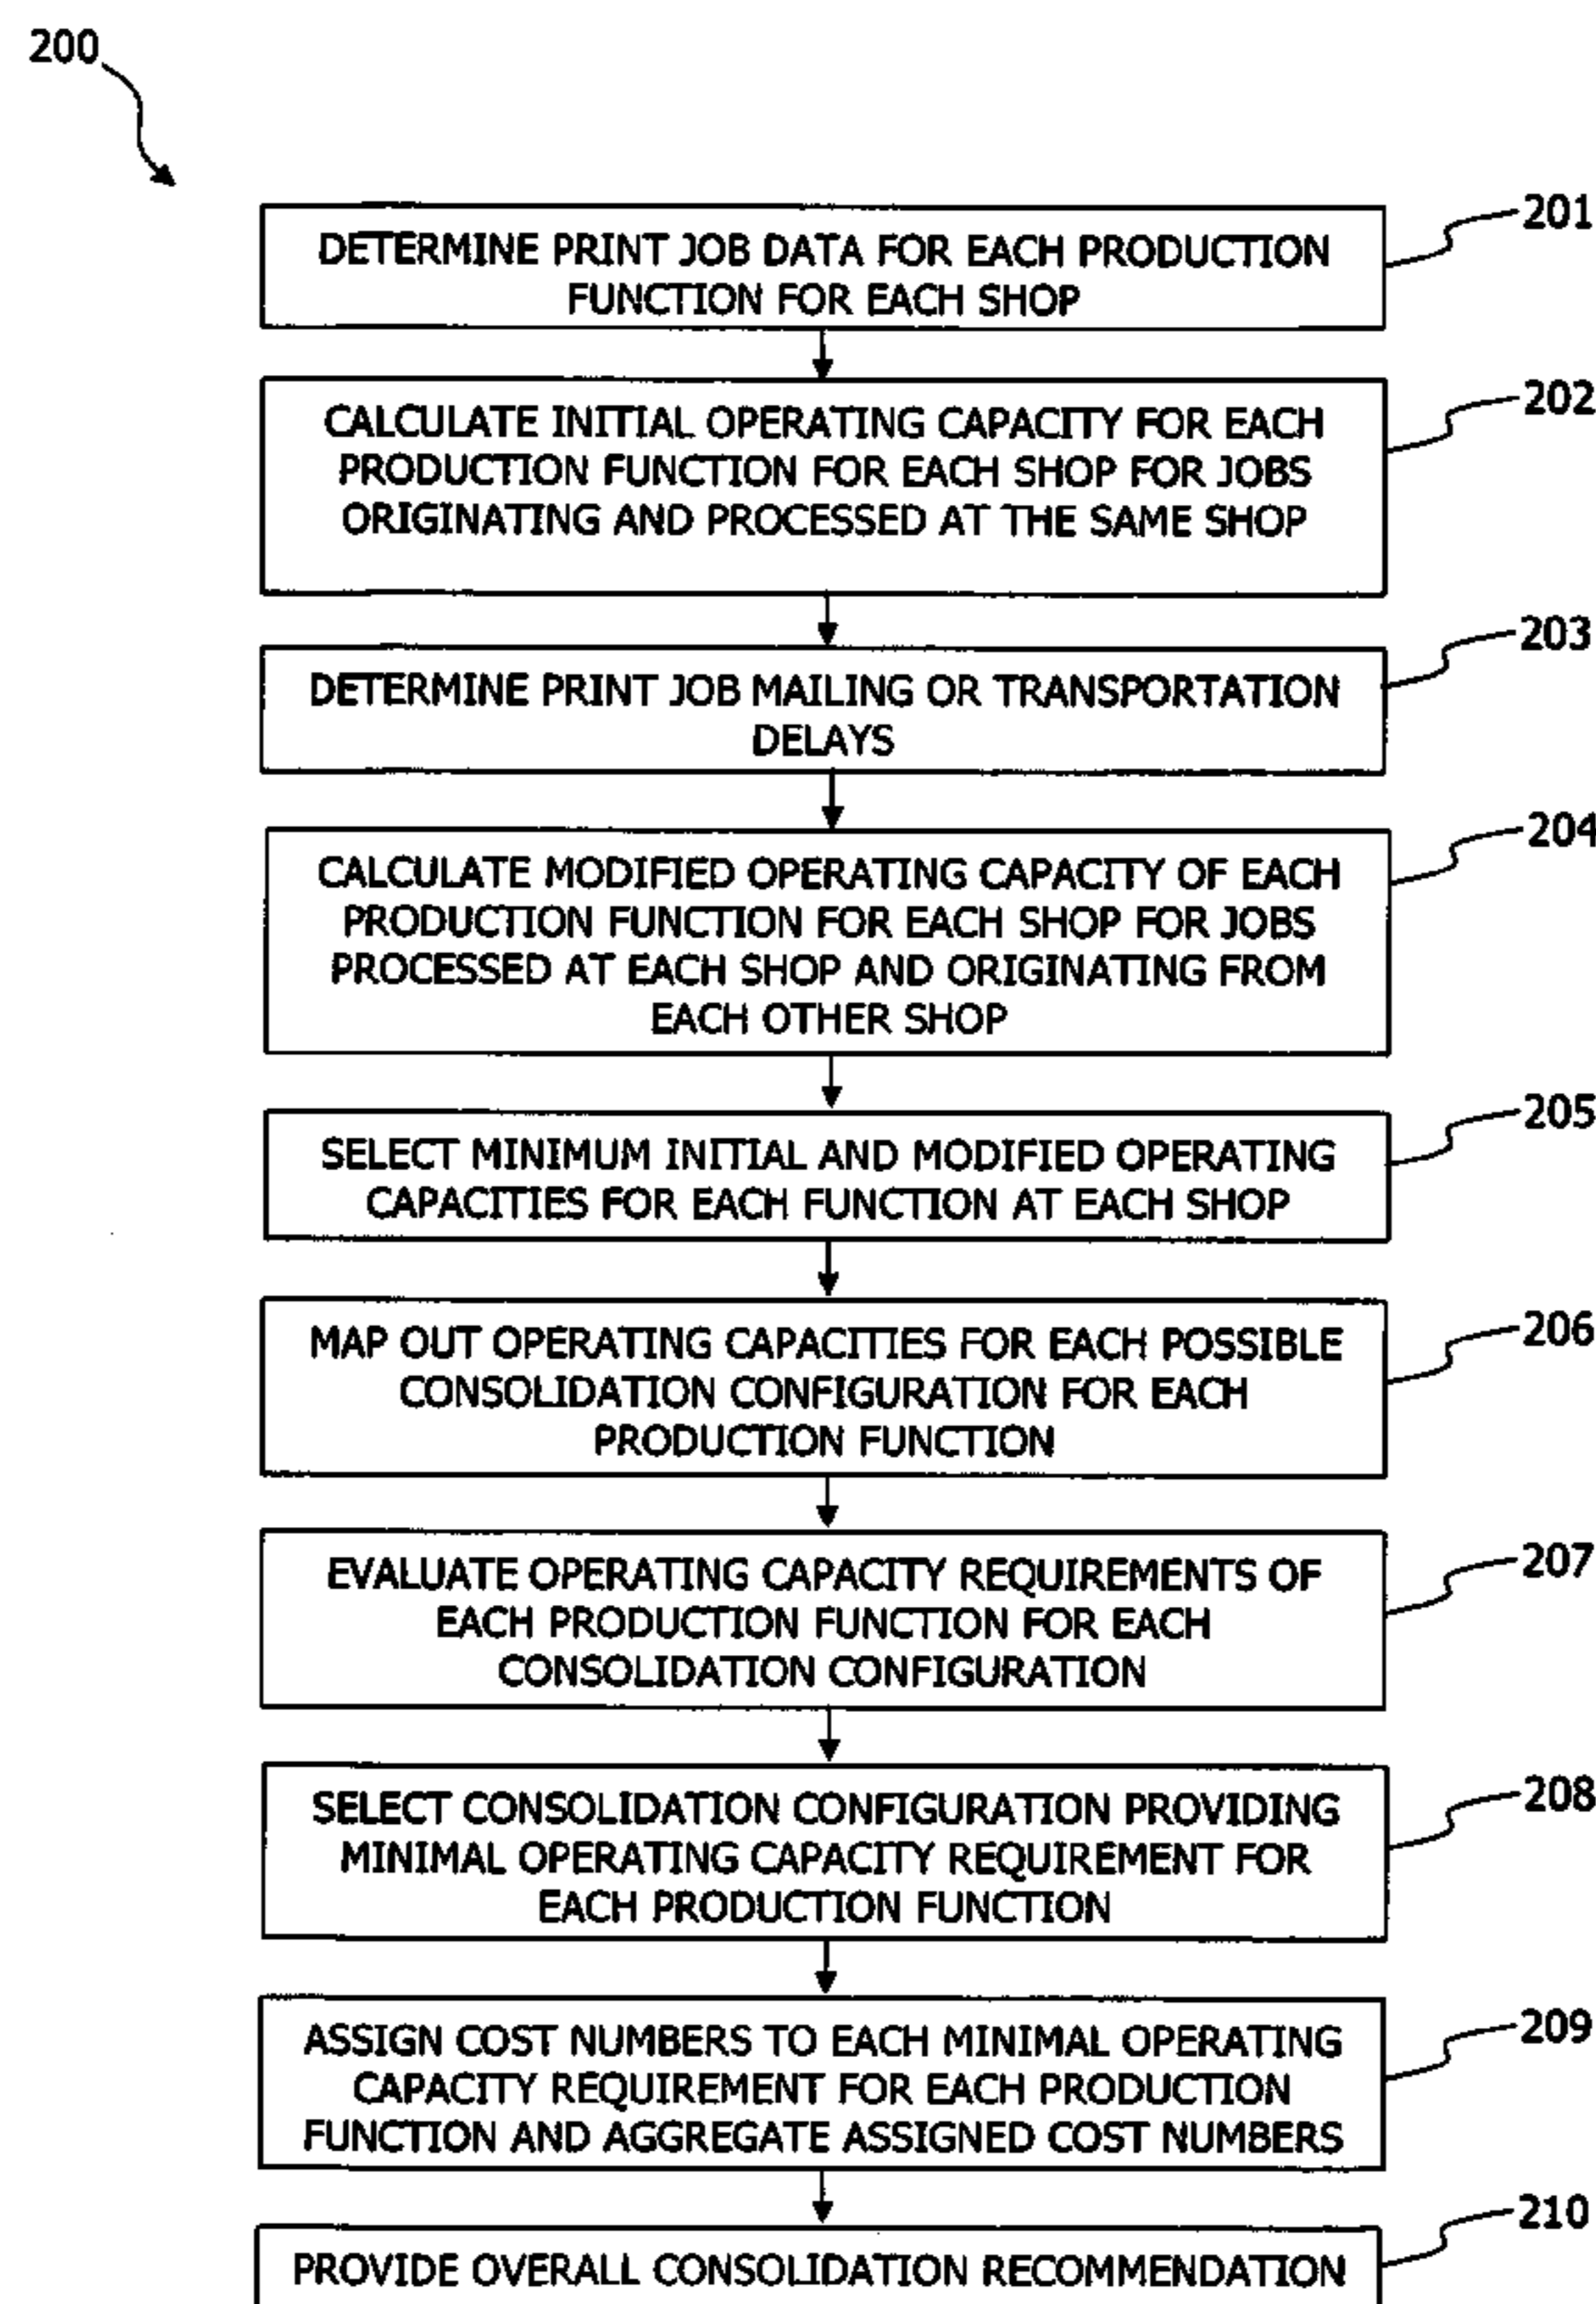 200
201
DETERMINE PRINT JOB DATA FOR EACH PRODUCTION
FUNCTION FOR EACH SHOP
202
CALCULATE INITIAL OPERATING CAPACITY FOR EACH
PRODUCTION FUNCTION FOR EACH SHOP FOR JOBS
ORIGINATING AND PROCESSED AT THE SAME SHOP
203
DETERMINE PRINT JOB MAILING OR TRANSPORTATION
DELAYS
204
CALCULATE MODIFIED OPERATING CAPACITY OF EACH
PRODUCTION FUNCTION FOR EACH SHOP FOR JOBS
PROCESSED AT EACH SHOP AND ORIGINATING FROM
EACH OTHER SHOP
205
SELECT MINIMUM INITIAL AND MODIFIED OPERATING
CAPACITIES FOR EACH FUNCTION AT EACH SHOP
206
MAP OUT OPERATING CAPACITIES FOR EACH POSSIBLE
CONSOLIDATION CONFIGURATION FOR EACH
PRODUCTION FUNCTION
207
EVALUATE OPERATING CAPACITY REQUIREMENTS OF
EACH PRODUCTION FUNCTION FOR EACH
CONSOLIDATION CONFIGURATION
208
SELECT CONSOLIDATION CONFIGURATION PROVIDING
MINIMAL OPERATING CAPACITY REQUIREMENT FOR
EACH PRODUCTION FUNCTION
209
ASSIGN COST NUMBERS TO EACH MINIMAL OPERATING
CAPACITY REQUIREMENT FOR EACH PRODUCTION
FUNCTION AND AGGREGATE ASSIGNED COST NUMBERS
210
PROVIDE OVERALL CONSOLIDATION RECOMMENDATION